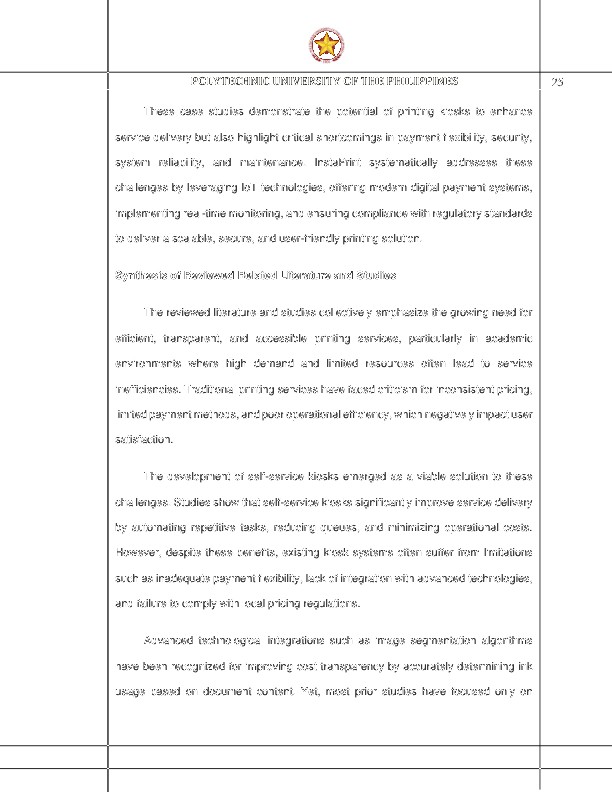 POLYTECHNIC UNIVERSITY OF THE PHILIPPINES 25
These case studies demonstrate the potential of printing kiosks to enhance
service delivery but also highlight critical shortcomings in payment flexibility, security,
system reliability, and maintenance. InstaPrint systematically addresses these
challenges by leveraging IoT technologies, offering modern digital payment systems,
implementing real-time monitoring, and ensuring compliance with regulatory standards
to deliver a scalable, secure, and user-friendly printing solution.
Synthesis of Reviewed Related Literature and Studies
The reviewed literature and studies collectively emphasize the growing need for
efficient, transparent, and accessible printing services, particularly in academic
environments where high demand and limited resources often lead to service
inefficiencies. Traditional printing services have faced criticism for inconsistent pricing,
limited payment methods, and poor operational efficiency, which negatively impact user
satisfaction.
The development of self-service kiosks emerged as a viable solution to these
challenges. Studies show that self-service kiosks significantly improve service delivery
by automating repetitive tasks, reducing queues, and minimizing operational costs.
However, despite these benefits, existing kiosk systems often suffer from limitations
such as inadequate payment flexibility, lack of integration with advanced technologies,
and failure to comply with local pricing regulations.
Advanced technological integrations such as image segmentation algorithms
have been recognized for improving cost transparency by accurately determining ink
usage based on document content. Yet, most prior studies have focused only on